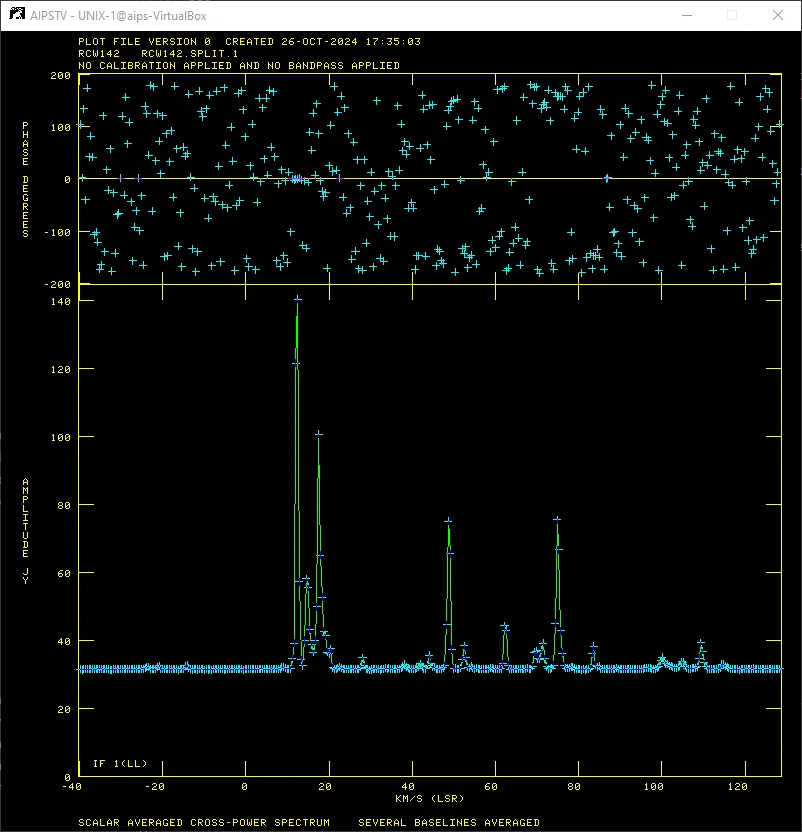 AIPSTV - UNIX-1@aips-VirtualBox
PLOT FILE VERSION 0 CREATED 26-OCT-2024 17:35:03
RCW142 RCW142.SPLIT.1
NO CALIBRATION APPLIED AND NO BANDPASS APPLIED
200
100
0
-100
-200
PHASE DEGREES
140
120
100
80
60
40
20
0
AMPLITUDE JY
IF 1(LL)
-40 -20 0 20 40 60 80 100 120
KM/S (LSR)
SCALAR AVERAGED CROSS-POWER SPECTRUM SEVERAL BASELINES AVERAGED